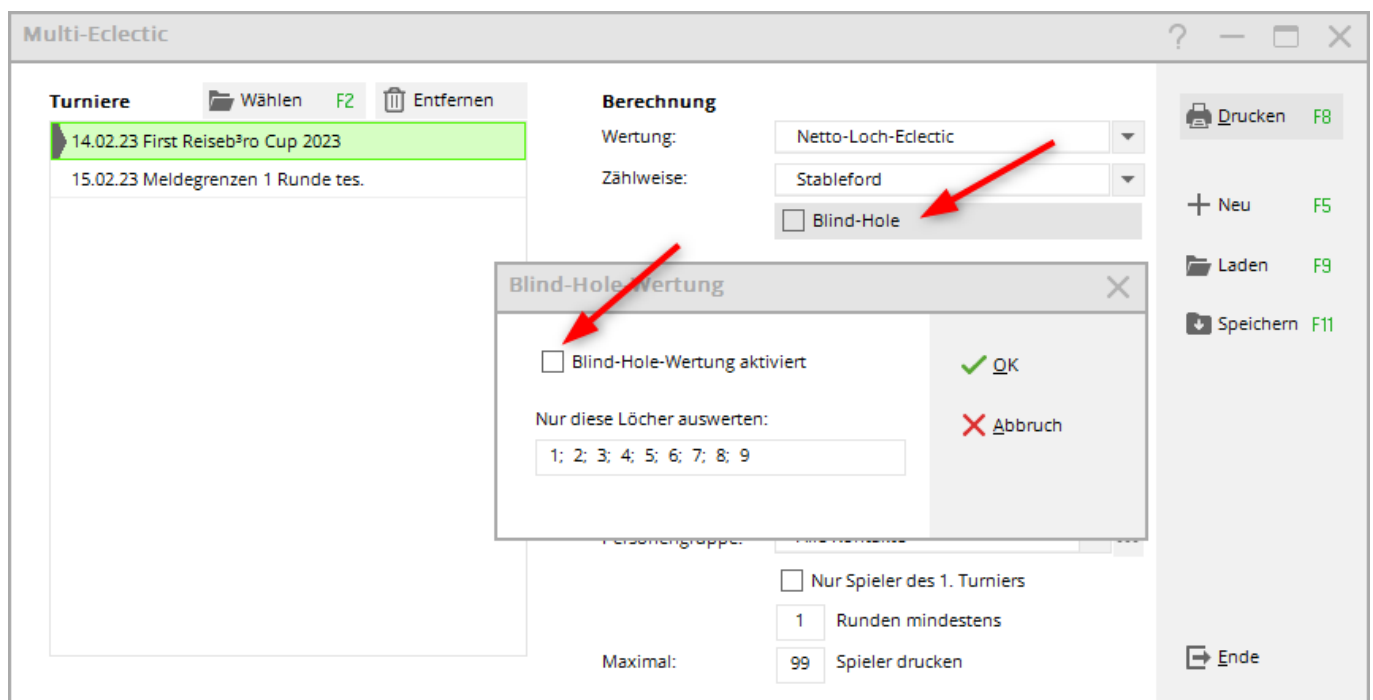 Multi-Eclectic
?
Turniere Wählen F2 Entfernen
14.02.23 First Reiseb³ro Cup 2023
15.02.23 Meldegrenzen 1 Runde tes.
Berechnung
Wertung: Netto-Loch-Eclectic
Zählweise: Stableford
Blind-Hole
Blind-Hole-Wertung
Blind-Hole-Wertung aktiviert
Nur diese Löcher auswerten:
1; 2; 3; 4; 5; 6; 7; 8; 9
OK
Abbruch
Personengruppe: Alle Kontakte
Nur Spieler des 1. Turniers
1 Runden mindestens
Maximal: 99 Spieler drucken
Drucken F8
Neu F5
Laden F9
Speichern F11
Ende